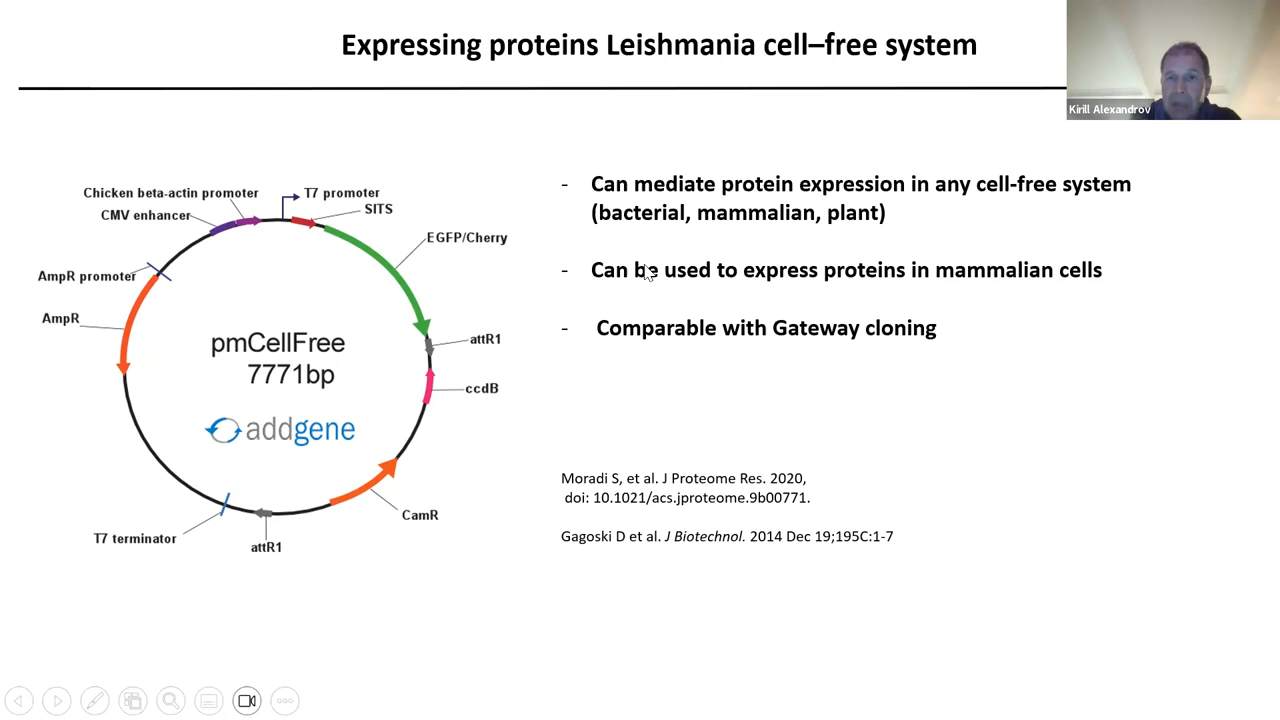 Expressing proteins Leishmania cell–free system
Kirill Alexandrov
Chicken beta-actin promoter
T7 promoter
CMV enhancer
SITS
EGFP/Cherry
AmpR promoter
AmpR
attR1
pmCellFree
7771bp
ccdB
addgene
CamR
T7 terminator
attR1
- Can mediate protein expression in any cell-free system
(bacterial, mammalian, plant)
- Can be used to express proteins in mammalian cells
- Comparable with Gateway cloning
Moradi S, et al. J Proteome Res. 2020,
doi: 10.1021/acs.jproteome.9b00771.
Gagoski D et al. J Biotechnol. 2014 Dec 19;195C:1-7